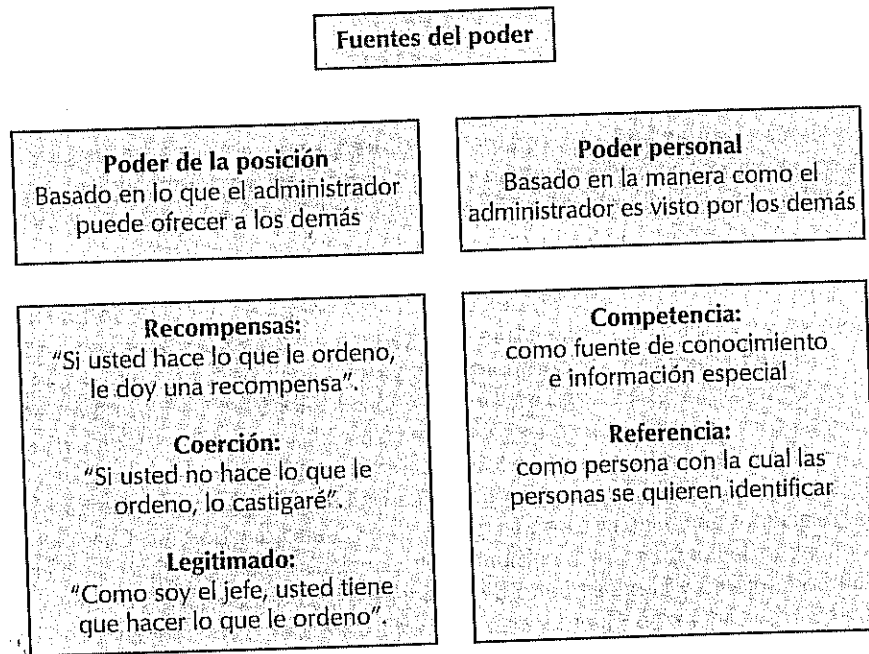 Fuentes del poder
Poder de la posición
Basado en lo que el administrador
puede ofrecer a los demás
Poder personal
Basado en la manera como el
administrador es visto por los demás
Recompensas:
"Si usted hace lo que le ordeno,
le doy una recompensa".
Coerción:
"Si usted no hace lo que le
ordeno, lo castigaré".
Legitimado:
"Como soy el jefe, usted tiene
que hacer lo que le ordeno".
Competencia:
como fuente de conocimiento
e información especial
Referencia:
como persona con la cual las
personas se quieren identificar